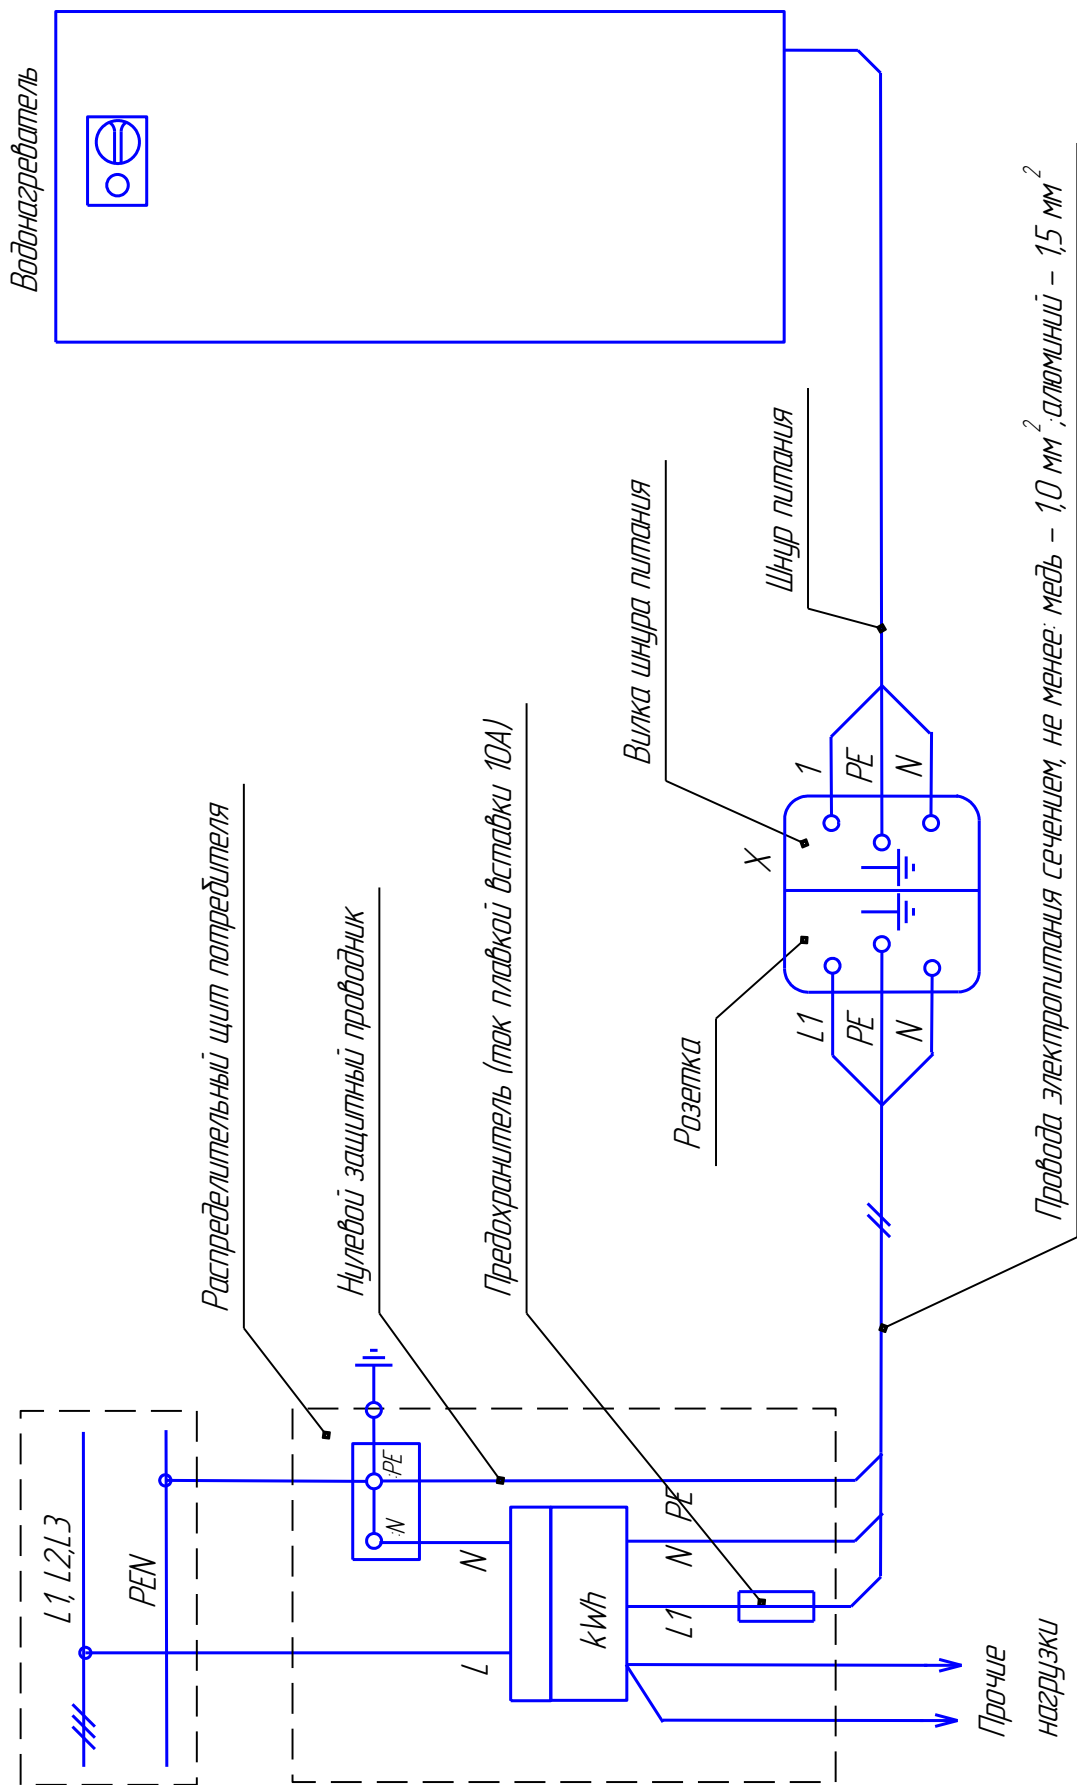 Водонагреватель
Распределительный щит потребителя
Нулевой защитный проводник
Предохранитель (ток плавкой вставки 10А)
Вилка шнура питания
Шнур питания
Розетка
Провода электропитания сечением, не менее: медь - 1,0 мм²; алюминий - 1,5 мм²
L1, L2,L3
PEN
:PE
:N
N
L
kWh
PE
N
L1
X
L1
PE
N
1
PE
N
Прочие
нагрузки